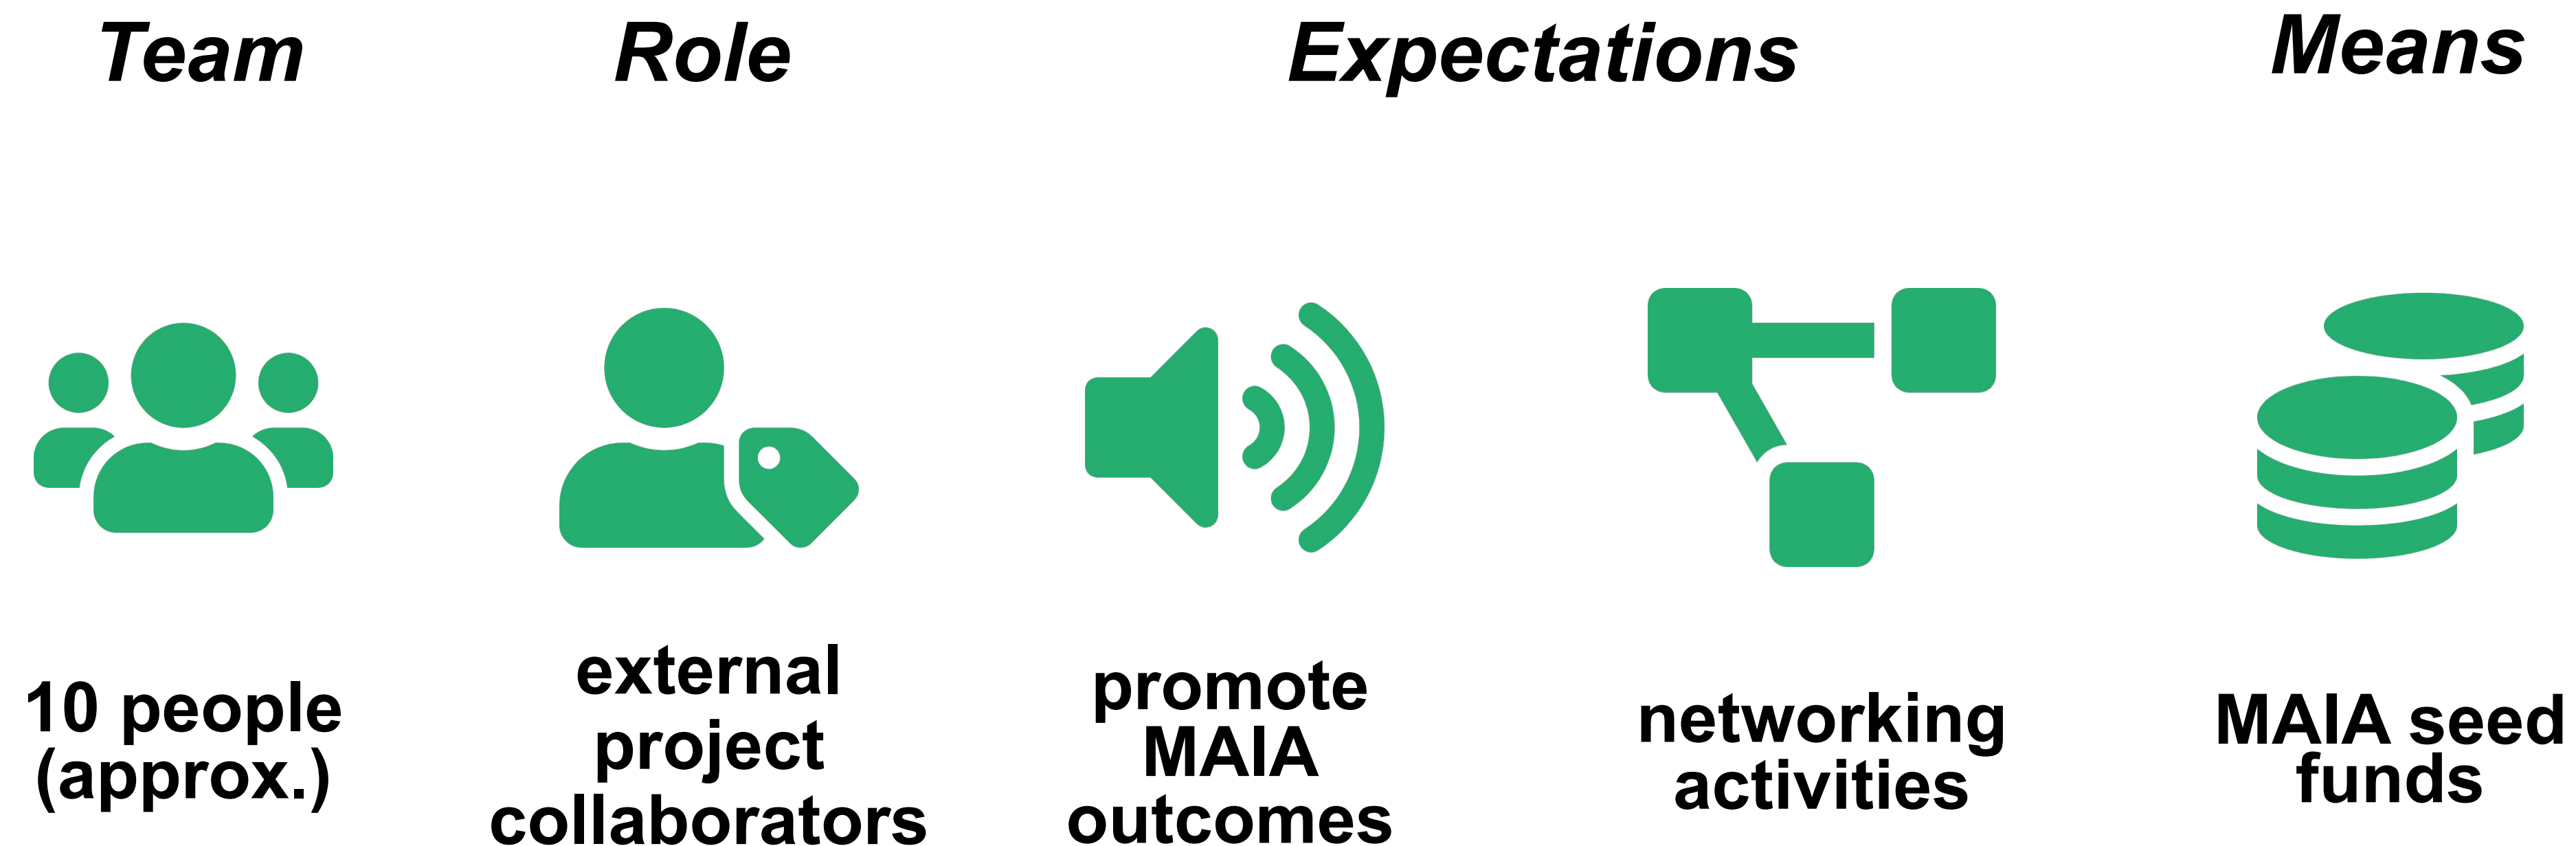 Team
Role
Expectations
Means
10 people
(approx.)
external
project
collaborators
promote
MAIA
outcomes
networking
activities
MAIA seed
funds